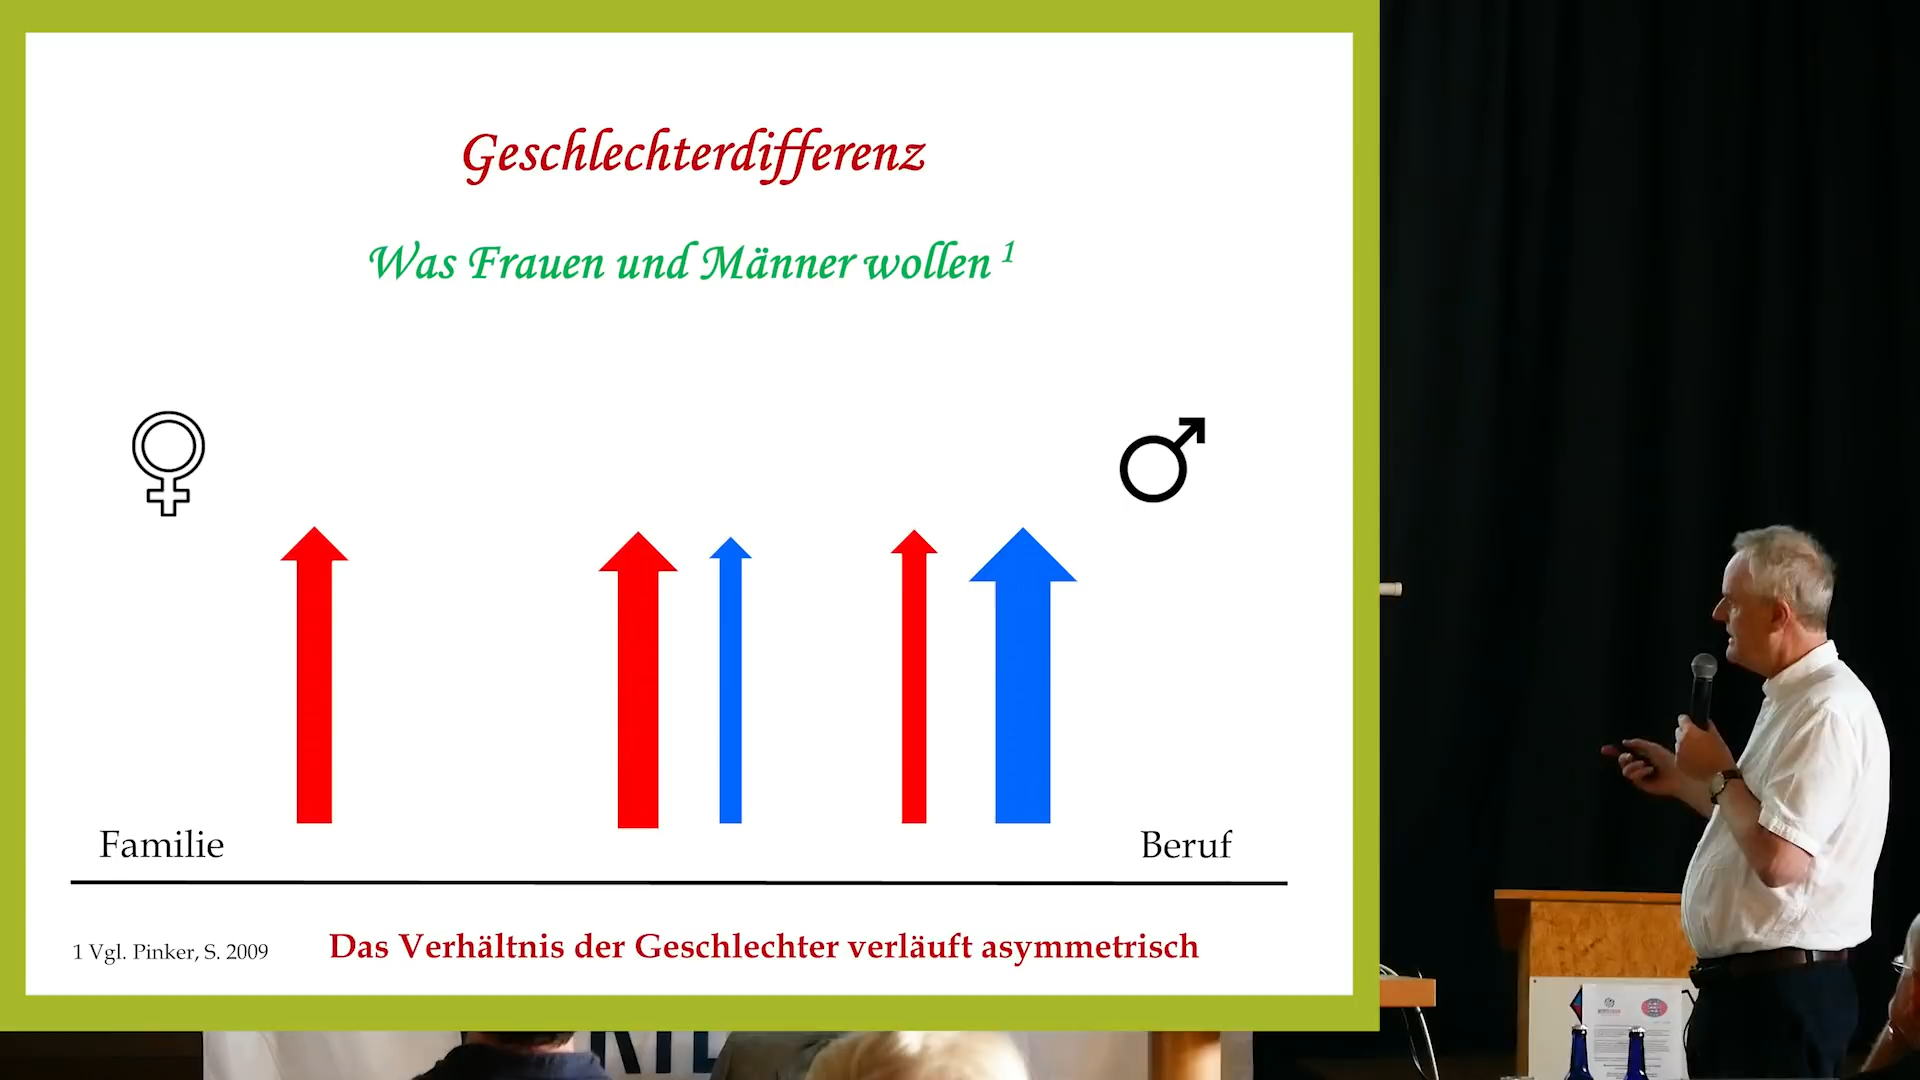 Geschlechterdifferenz
Was Frauen und Männer wollen 1
Familie
Beruf
1 Vgl. Pinker, S. 2009
Das Verhältnis der Geschlechter verläuft asymmetrisch